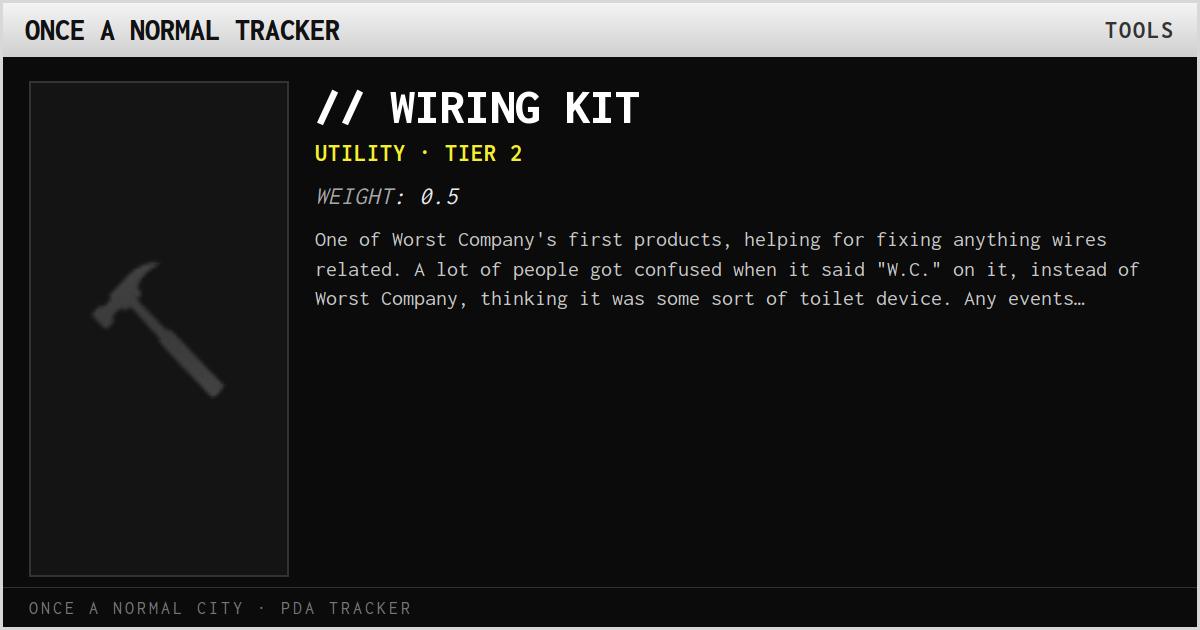 ONCE A NORMAL TRACKER
TOOLS
// WIRING KIT
UTILITY · TIER 2
WEIGHT: 0.5
One of Worst Company's first products, helping for fixing anything wires
related. A lot of people got confused when it said "W.C." on it, instead of
Worst Company, thinking it was some sort of toilet device. Any events…
ONCE A NORMAL CITY · PDA TRACKER